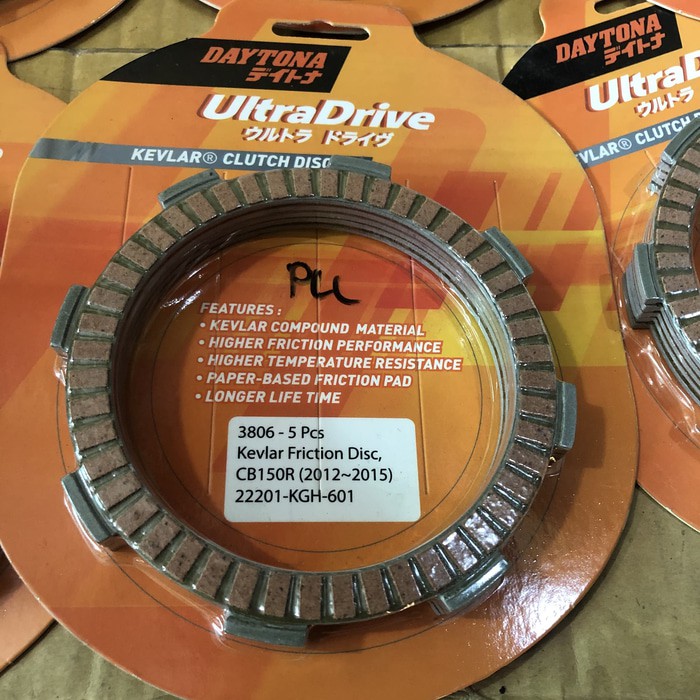 DAYTONA
デイトナ
UltraDrive
ウルトラ ドライヴ
KEVLAR® CLUTCH DISC
PLL
FEATURES :
• KEVLAR COMPOUND MATERIAL
• HIGHER FRICTION PERFORMANCE
• HIGHER TEMPERATURE RESISTANCE
• PAPER-BASED FRICTION PAD
• LONGER LIFE TIME
3806 - 5 Pcs
Kevlar Friction Disc,
CB150R (2012~2015)
22201-KGH-601
DAYTONA
デイトナ
UltraD
ウルトラ
KEVLAR® CLUTCH